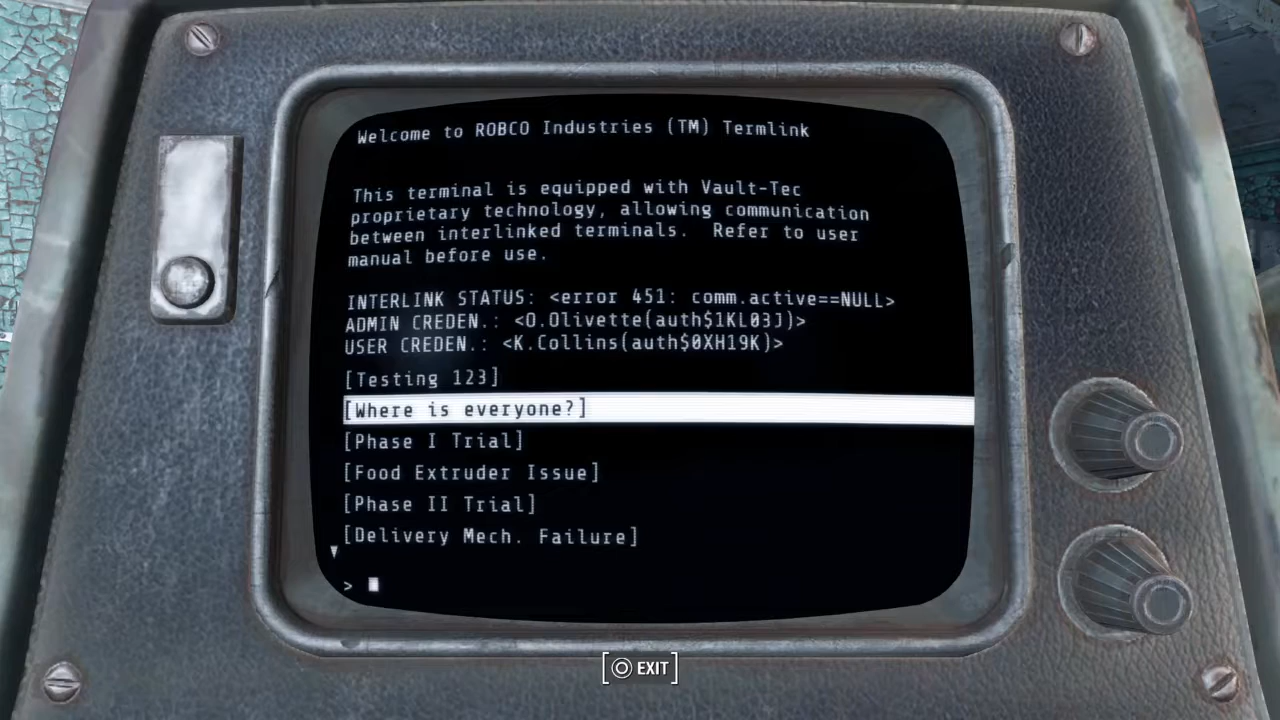 Welcome to ROBCO Industries (TM) Termlink
This terminal is equipped with Vault-Tec
proprietary technology, allowing communication
between interlinked terminals.  Refer to user
manual before use.
INTERLINK STATUS: <error 451: comm.active==NULL>
ADMIN CREDEN.: <O.Olivette(auth$1KL03J)>
USER CREDEN.: <K.Collins(auth$0XH19K)>
[Testing 123]
[Where is everyone?]
[Phase I Trial]
[Food Extruder Issue]
[Phase II Trial]
[Delivery Mech. Failure]
>
[EXIT]